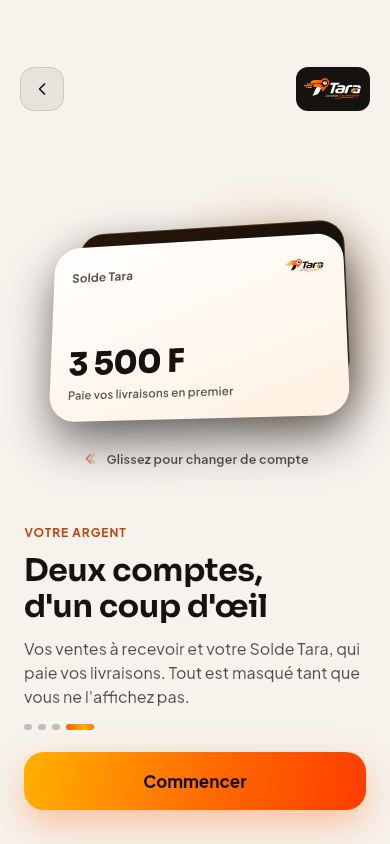 Tara
Solde Tara
Tara
3 500 F
Paie vos livraisons en premier
Glissez pour changer de compte
VOTRE ARGENT
Deux comptes,
d'un coup d'œil
Vos ventes à recevoir et votre Solde Tara, qui
paie vos livraisons. Tout est masqué tant que
vous ne l'affichez pas.
Commencer